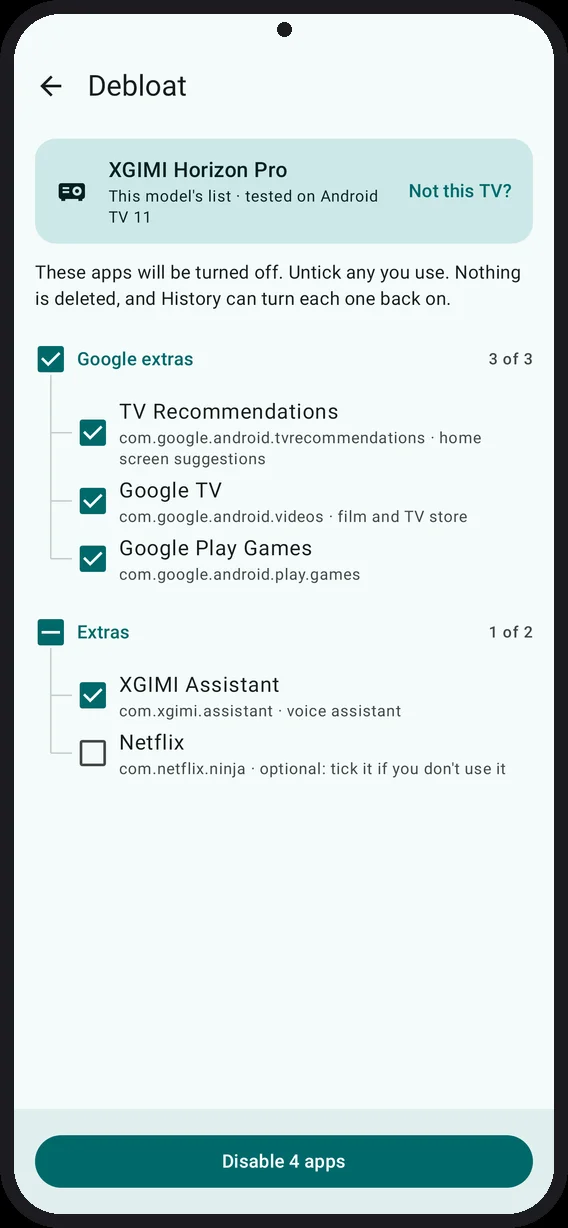 Debloat
XGIMI Horizon Pro
This model's list · tested on Android
TV 11
Not this TV?
These apps will be turned off. Untick any you use. Nothing
is deleted, and History can turn each one back on.
Google extras
3 of 3
TV Recommendations
com.google.android.tvrecommendations · home
screen suggestions
Google TV
com.google.android.videos · film and TV store
Google Play Games
com.google.android.play.games
Extras
1 of 2
XGIMI Assistant
com.xgimi.assistant · voice assistant
Netflix
com.netflix.ninja · optional: tick it if you don't use it
Disable 4 apps